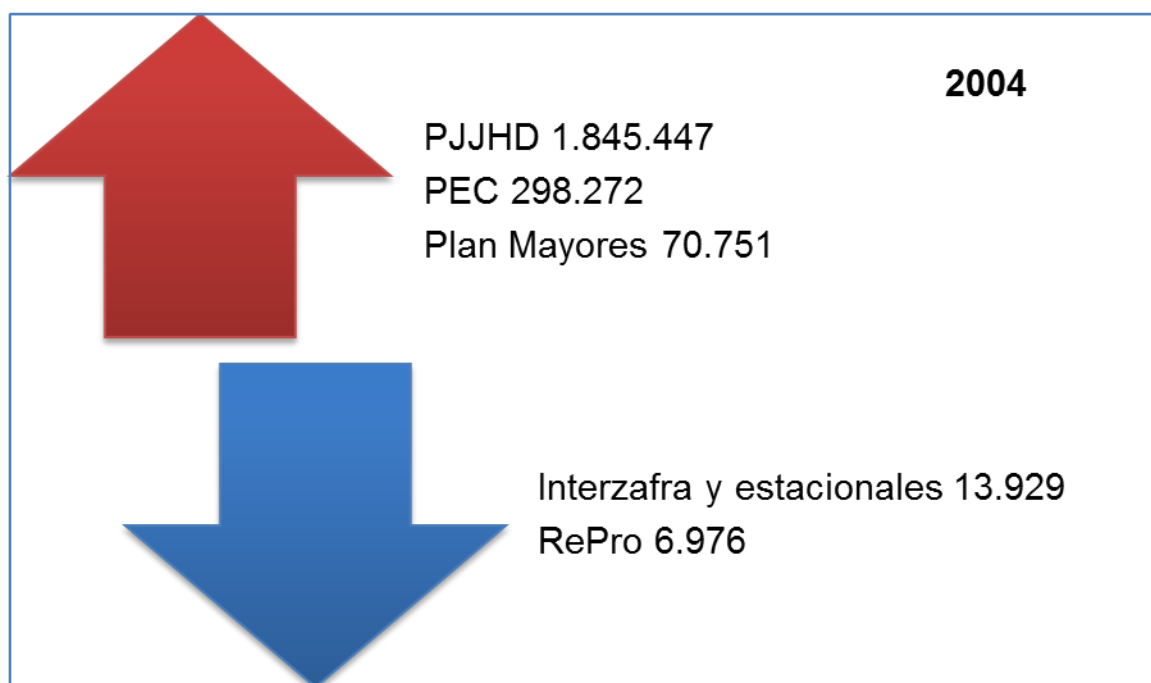 2004
PJJHD 1.845.447
PEC 298.272
Plan Mayores 70.751
Interzafra y estacionales 13.929
RePro 6.976